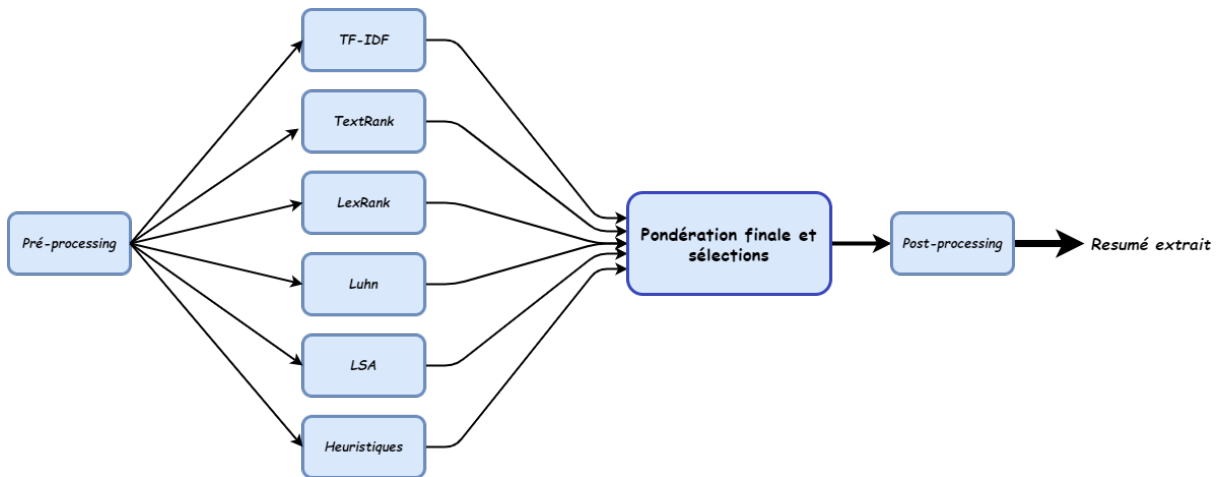 Pré-processing
TF-IDF
TextRank
LexRank
Luhn
LSA
Heuristiques
Pondération finale et
sélections
Post-processing
Resumé extrait